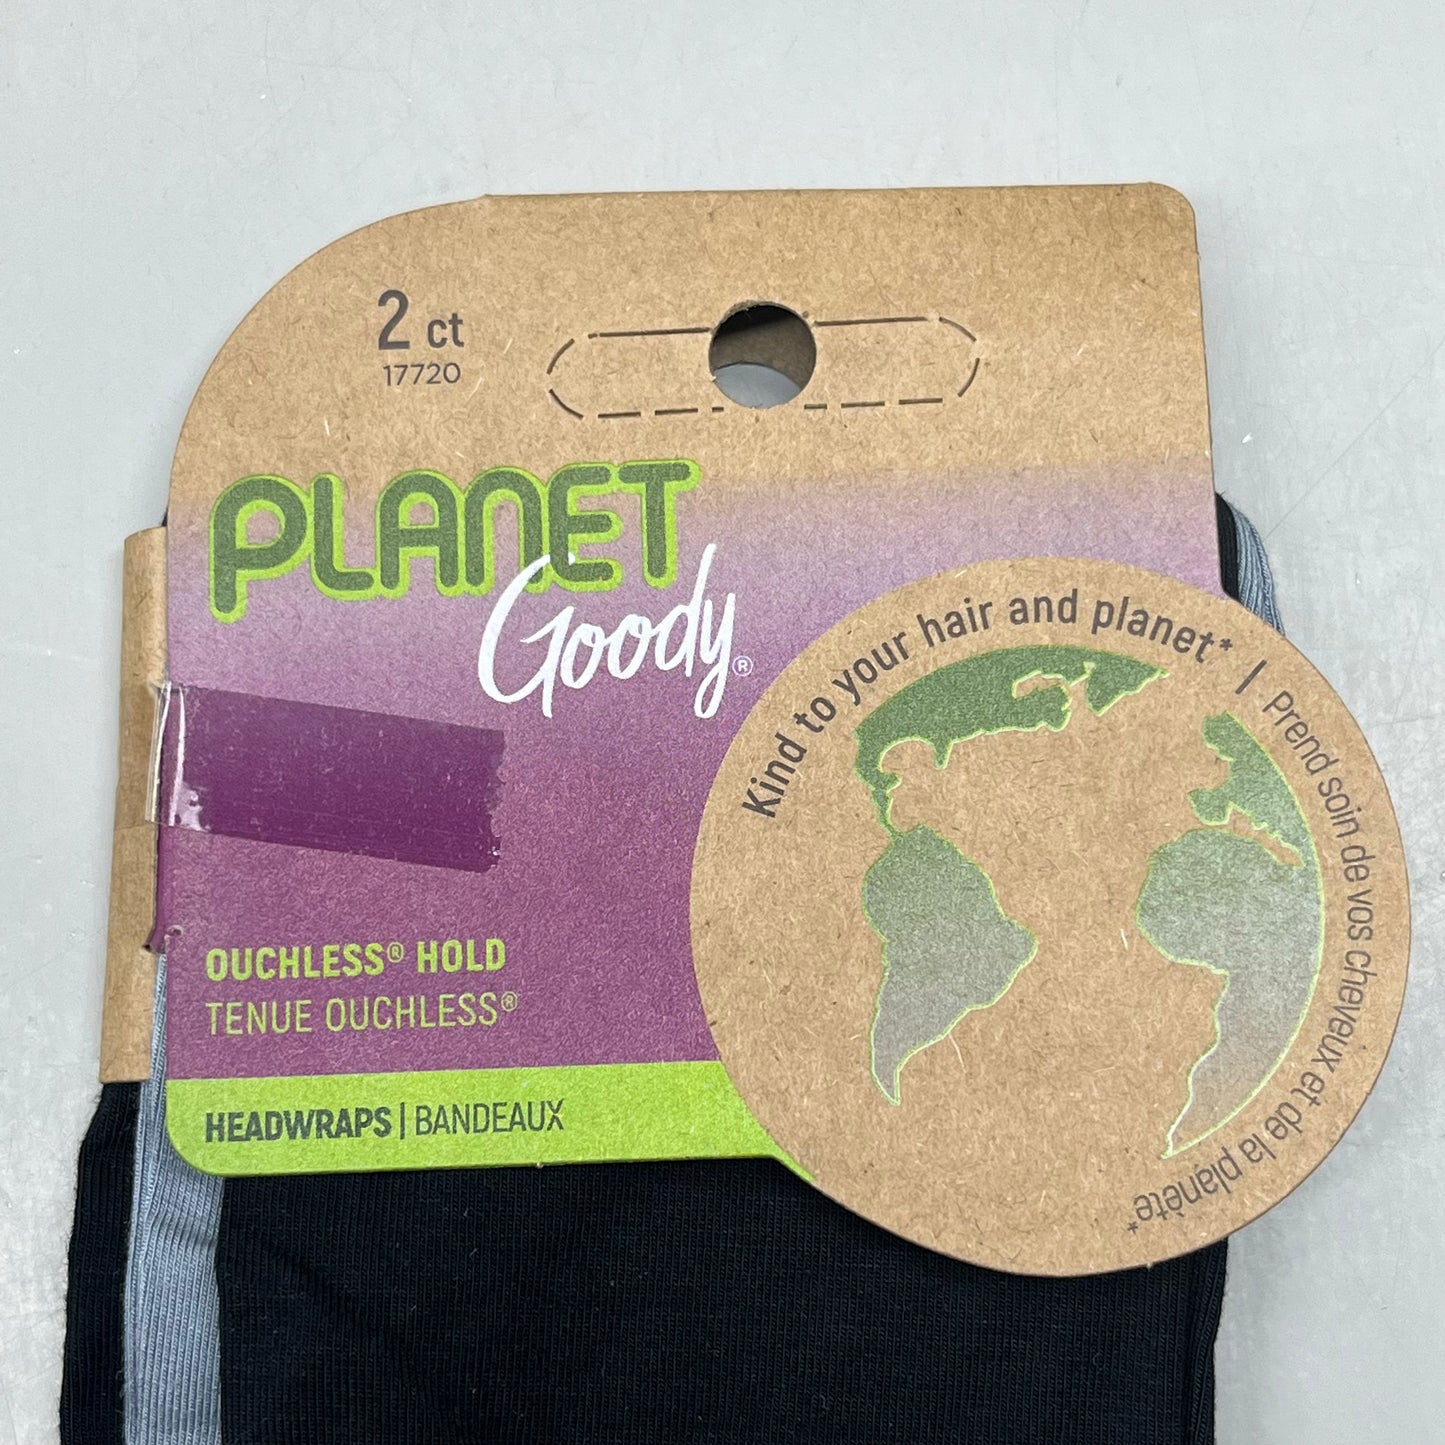 2 ct
17720
PLANET
Goody®
Kind to your hair and planet* | Prend soin de vos cheveux et de la planète*
OUCHLESS® HOLD
TENUE OUCHLESS®
HEADWRAPS | BANDEAUX